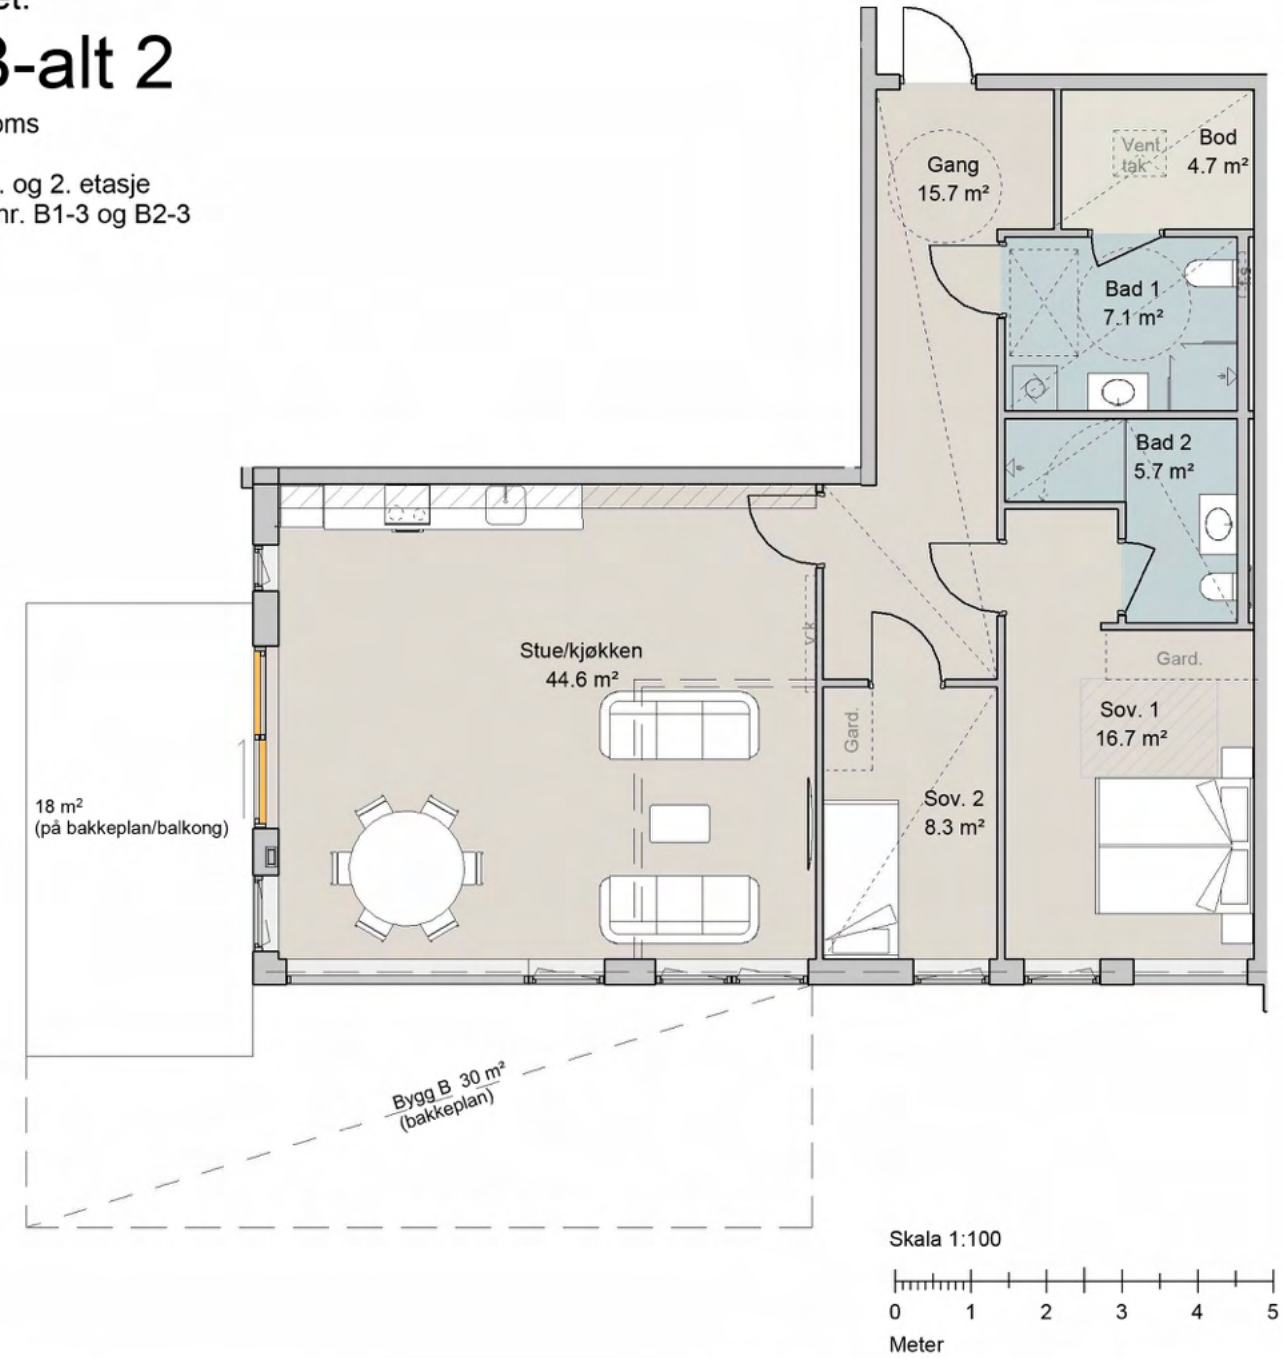 3-alt 2
oms
. og 2. etasje
nr. B1-3 og B2-3
Gang
15.7 m²
Vent
tak
Bod
4.7 m²
Bad 1
7.1 m²
Bad 2
5.7 m²
Stue/kjøkken
44.6 m²
v.k
Gard.
Gard.
Sov. 1
16.7 m²
Sov. 2
8.3 m²
18 m²
(på bakkeplan/balkong)
Bygg B 30 m²
(bakkeplan)
Skala 1:100
0 1 2 3 4 5
Meter